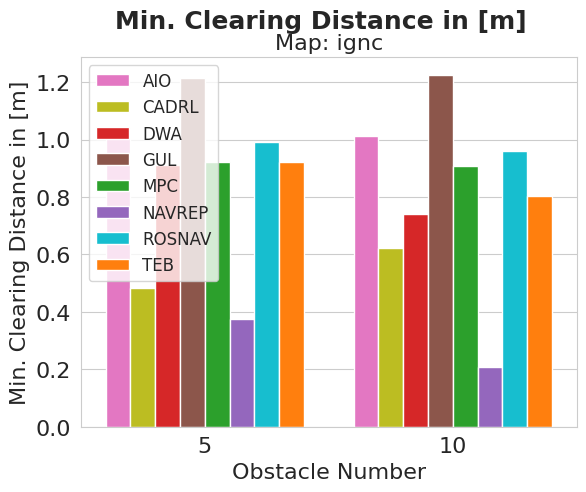 Min. Clearing Distance in [m]
Map: ignc
Min. Clearing Distance in [m]
1.2
1.0
0.8
0.6
0.4
0.2
0.0
AIO
CADRL
DWA
GUL
MPC
NAVREP
ROSNAV
TEB
5
10
Obstacle Number